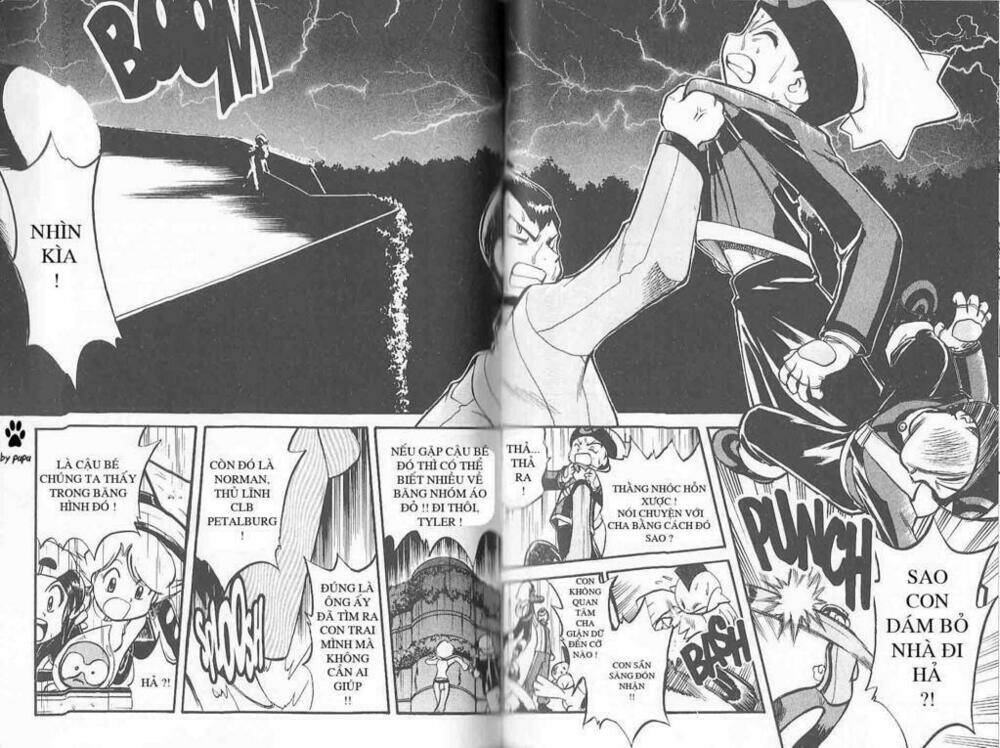 BOOM
NHÌN
KÌA
!
by papa
LÀ CẬU BÉ
CHÚNG TA THẤY
TRONG BĂNG
HÌNH ĐÓ !
HẢ ?!
CÒN ĐÓ LÀ
NORMAN,
THỦ LĨNH
CLB
PETALBURG
!
ĐÚNG LÀ
ÔNG ẤY
ĐÃ TÌM RA
CON TRAI
MÌNH MÀ
KHÔNG
CẦN AI
GIÚP
!!
NẾU GẶP CẬU BÉ
ĐÓ THÌ CÓ THỂ
BIẾT NHIỀU VỀ
BĂNG NHÓM ÁO
ĐỎ !! ĐI THÔI,
TYLER !
THẢ...
THẢ
RA
!
THẰNG NHÓC HỖN
XƯỢC !
NÓI CHUYỆN VỚI
CHA BẰNG CÁCH ĐÓ
SAO ?
CON
KHÔNG
QUAN
TÂM
CHA
GIẬN DỮ
ĐẾN CỠ
NÀO !
CON SẴN
SÀNG ĐÓN
NHẬN
!!
BASH
PUNCH
SAO
CON
DÁM BỎ
NHÀ ĐI
HẢ
?!